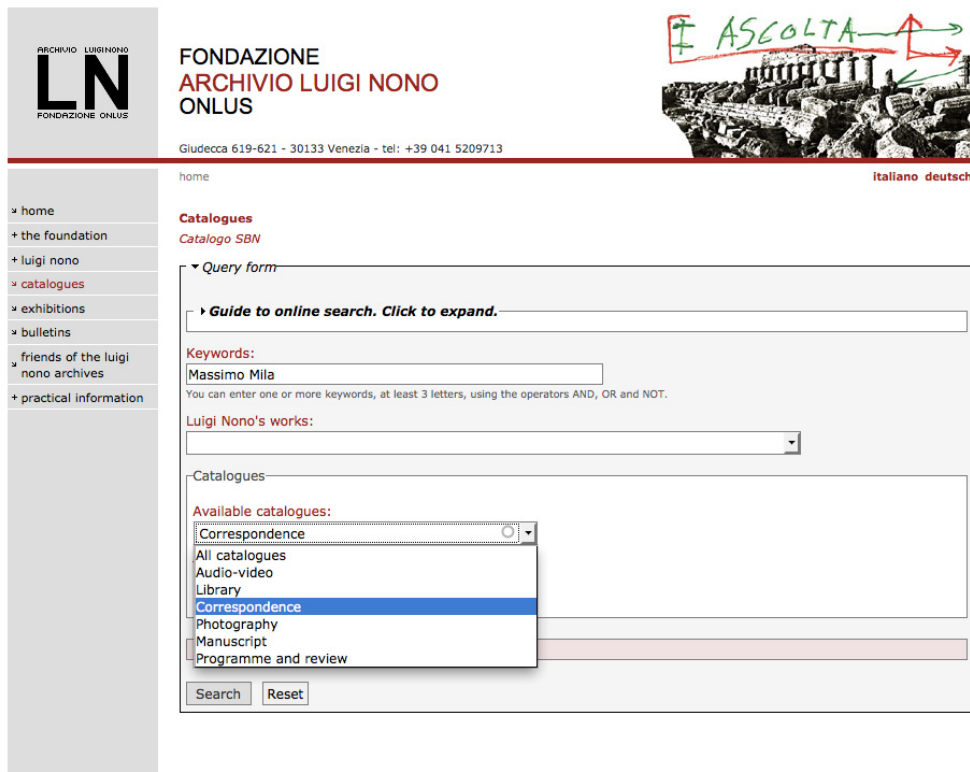 ARCHIVIO LUIGINONO
LN
FONDAZIONE ONLUS
FONDAZIONE
ARCHIVIO LUIGI NONO
ONLUS
Giudecca 619-621 - 30133 Venezia - tel: +39 041 5209713
ASCOLTA
home
italiano deutsch
home
+ the foundation
+ luigi nono
catalogues
exhibitions
bulletins
friends of the luigi
nono archives
+ practical information
Catalogues
Catalogo SBN
Query form
Guide to online search. Click to expand.
Keywords:
Massimo Mila
You can enter one or more keywords, at least 3 letters, using the operators AND, OR and NOT.
Luigi Nono's works:
Catalogues
Available catalogues:
Correspondence
All catalogues
Audio-video
Library
Correspondence
Photography
Manuscript
Programme and review
Search Reset